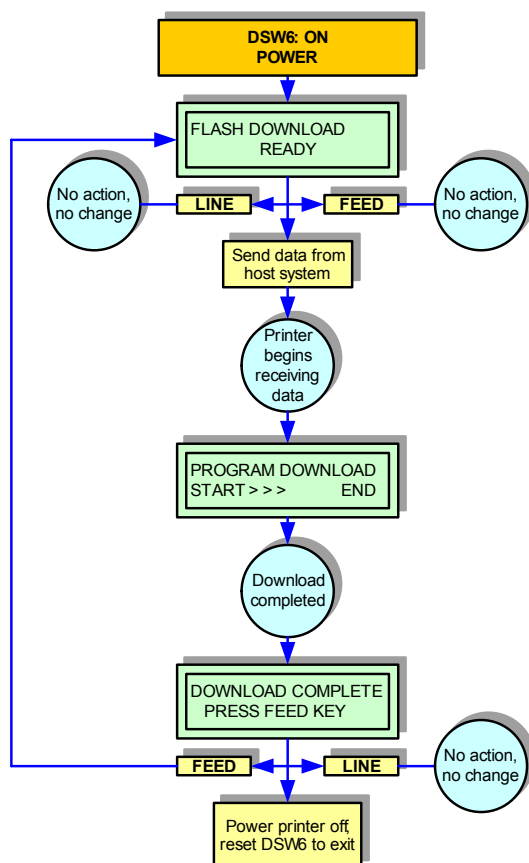 DSW6: ON
POWER
FLASH DOWNLOAD
READY
No action,
no change
LINE
FEED
No action,
no change
Send data from
host system
Printer
begins
receiving
data
PROGRAM DOWNLOAD
START > > > END
Download
completed
DOWNLOAD COMPLETE
PRESS FEED KEY
FEED
LINE
No action,
no change
Power printer off,
reset DSW6 to exit